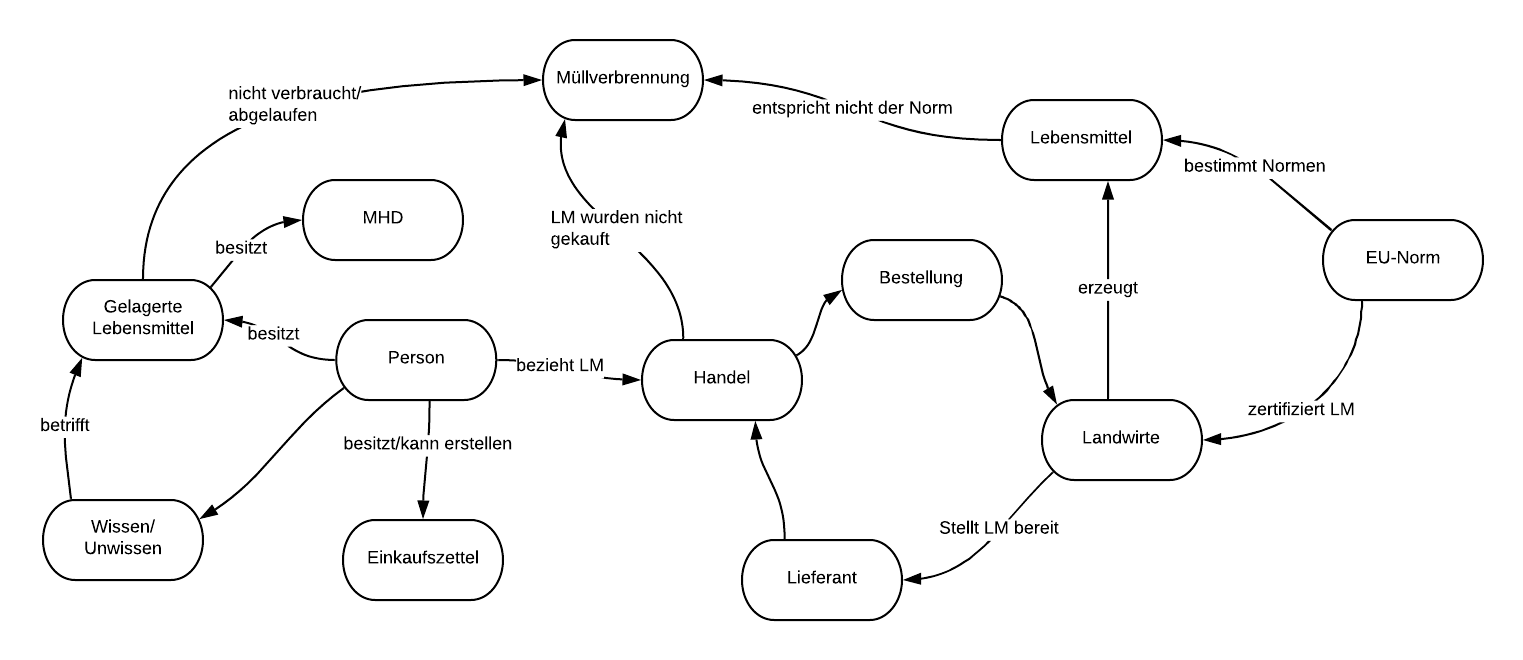 Müllverbrennung
nicht verbraucht/
abgelaufen
entspricht nicht der Norm
Lebensmittel
bestimmt Normen
MHD
LM wurden nicht
gekauft
besitzt
EU-Norm
Bestellung
erzeugt
Gelagerte
Lebensmittel
besitzt
Person
bezieht LM
Handel
zertifiziert LM
betrifft
besitzt/kann erstellen
Landwirte
Wissen/
Unwissen
Stellt LM bereit
Einkaufszettel
Lieferant